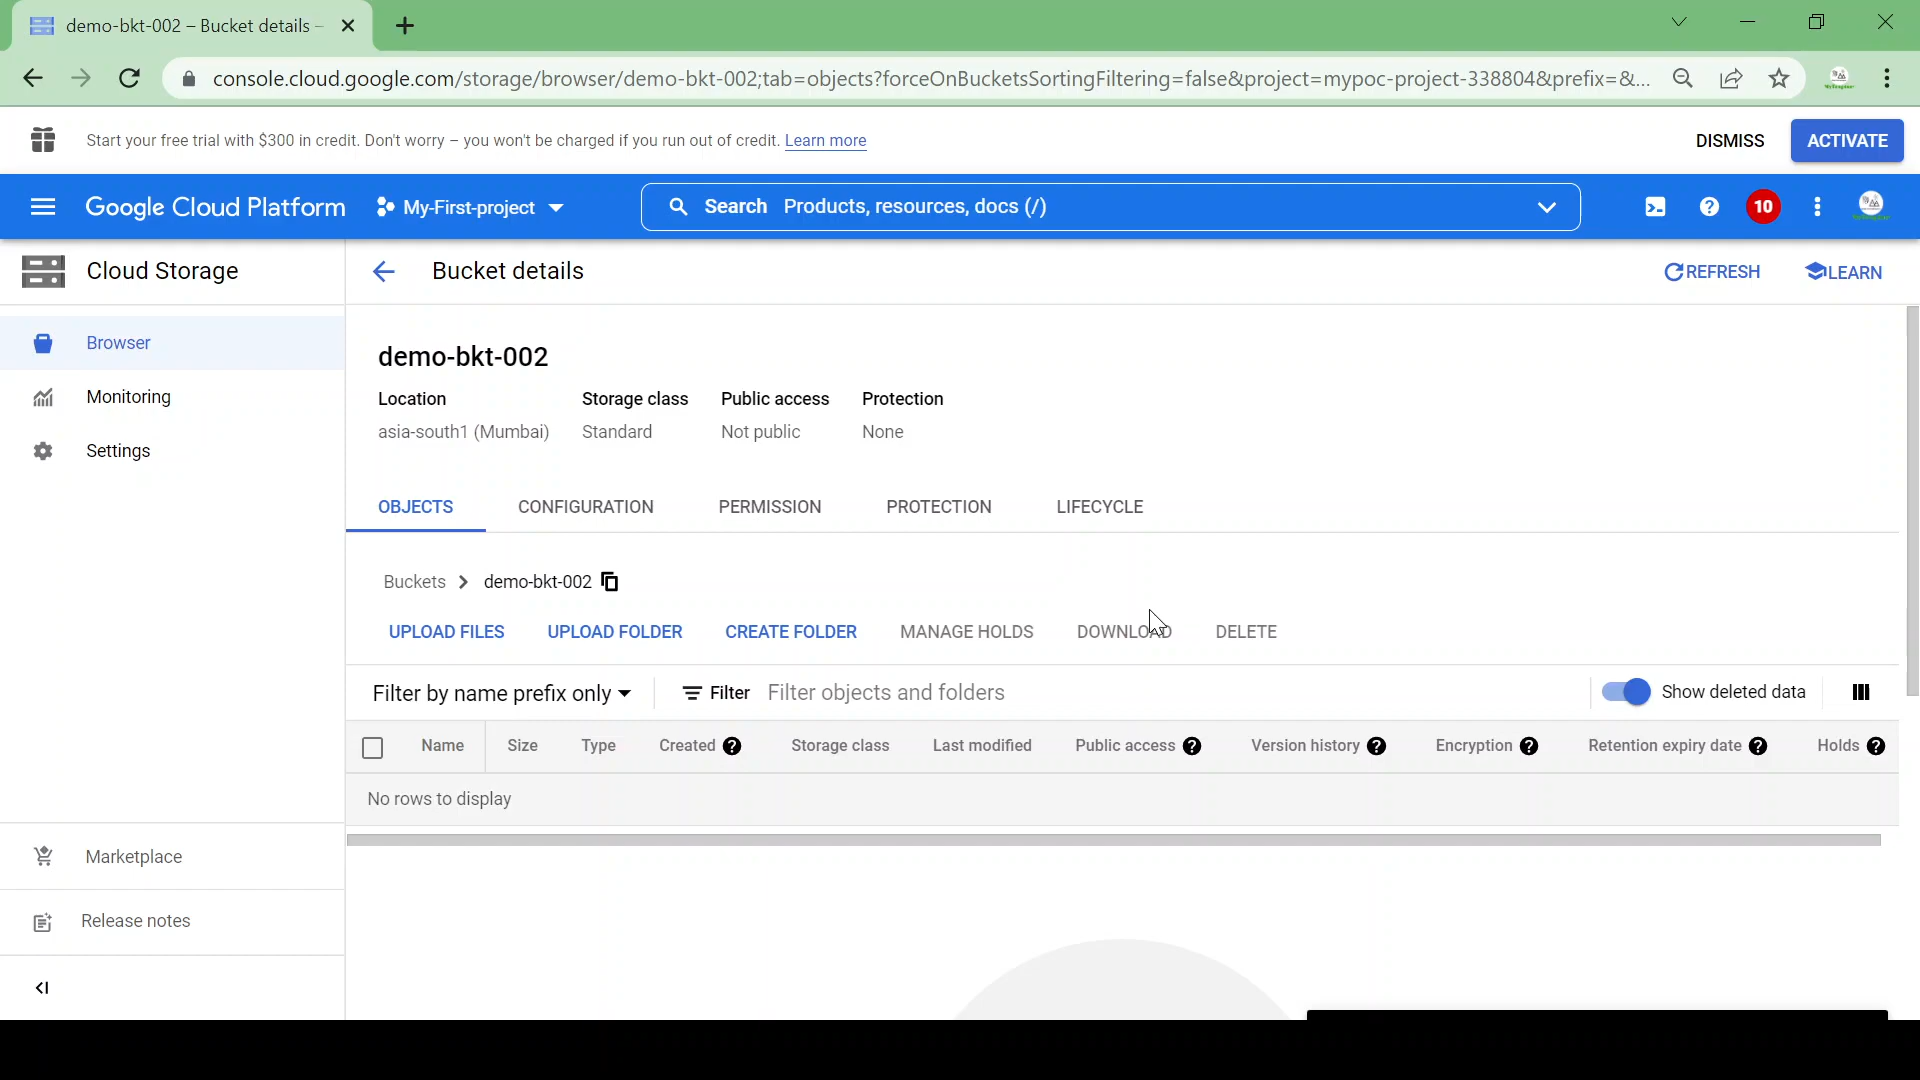 demo-bkt-002 – Bucket details –
console.cloud.google.com/storage/browser/demo-bkt-002;tab=objects?forceOnBucketsSortingFiltering=false&project=mypoc-project-338804&prefix=&...
Start your free trial with $300 in credit. Don't worry – you won't be charged if you run out of credit. Learn more
DISMISS
ACTIVATE
Google Cloud Platform
My-First-project
Search Products, resources, docs (/)
10
Cloud Storage
Bucket details
REFRESH
LEARN
Browser
Monitoring
Settings
Marketplace
Release notes
demo-bkt-002
Location Storage class Public access Protection
asia-south1 (Mumbai) Standard Not public None
OBJECTS CONFIGURATION PERMISSION PROTECTION LIFECYCLE
Buckets > demo-bkt-002
UPLOAD FILES UPLOAD FOLDER CREATE FOLDER MANAGE HOLDS DOWNLOAD DELETE
Filter by name prefix only Filter Filter objects and folders Show deleted data
Name Size Type Created ? Storage class Last modified Public access ? Version history ? Encryption ? Retention expiry date ? Holds ?
No rows to display